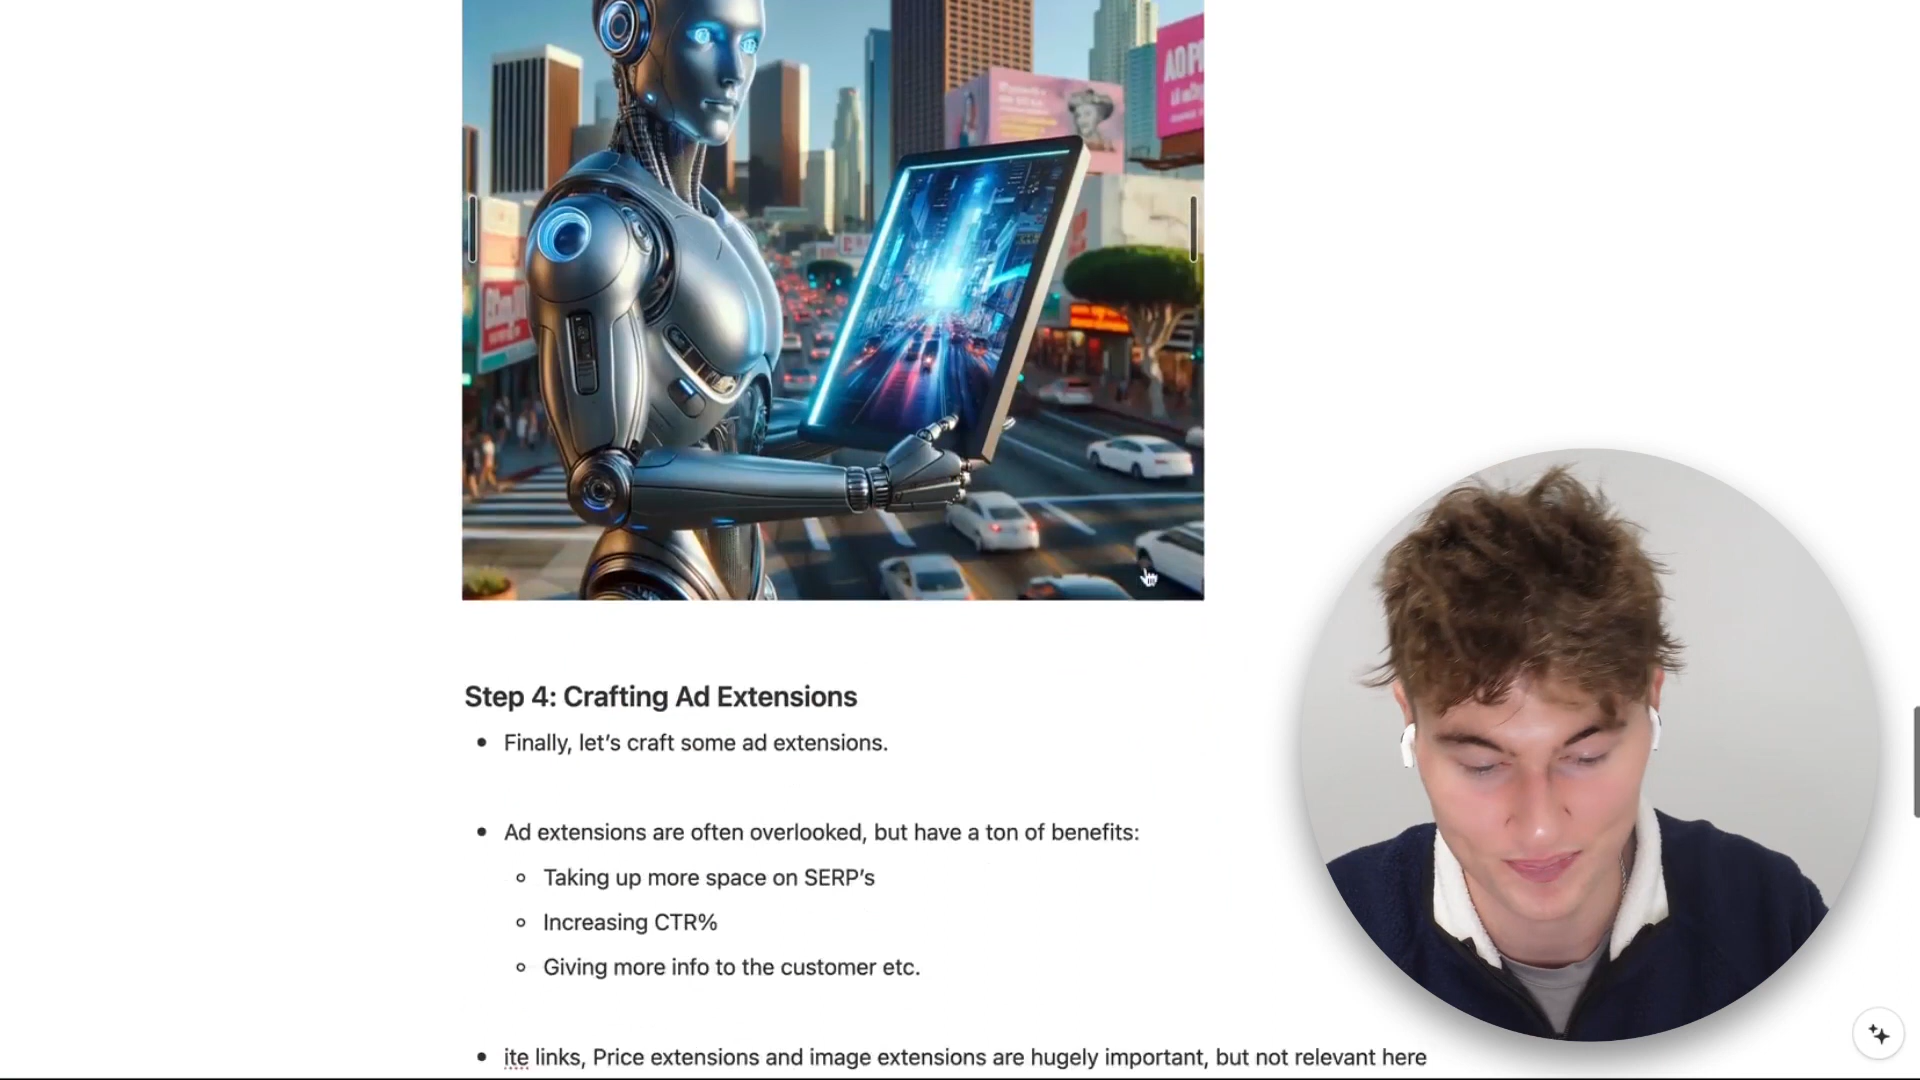 Step 4: Crafting Ad Extensions
Finally, let’s craft some ad extensions.
Ad extensions are often overlooked, but have a ton of benefits:
Taking up more space on SERP’s
Increasing CTR%
Giving more info to the customer etc.
ite links, Price extensions and image extensions are hugely important, but not relevant here